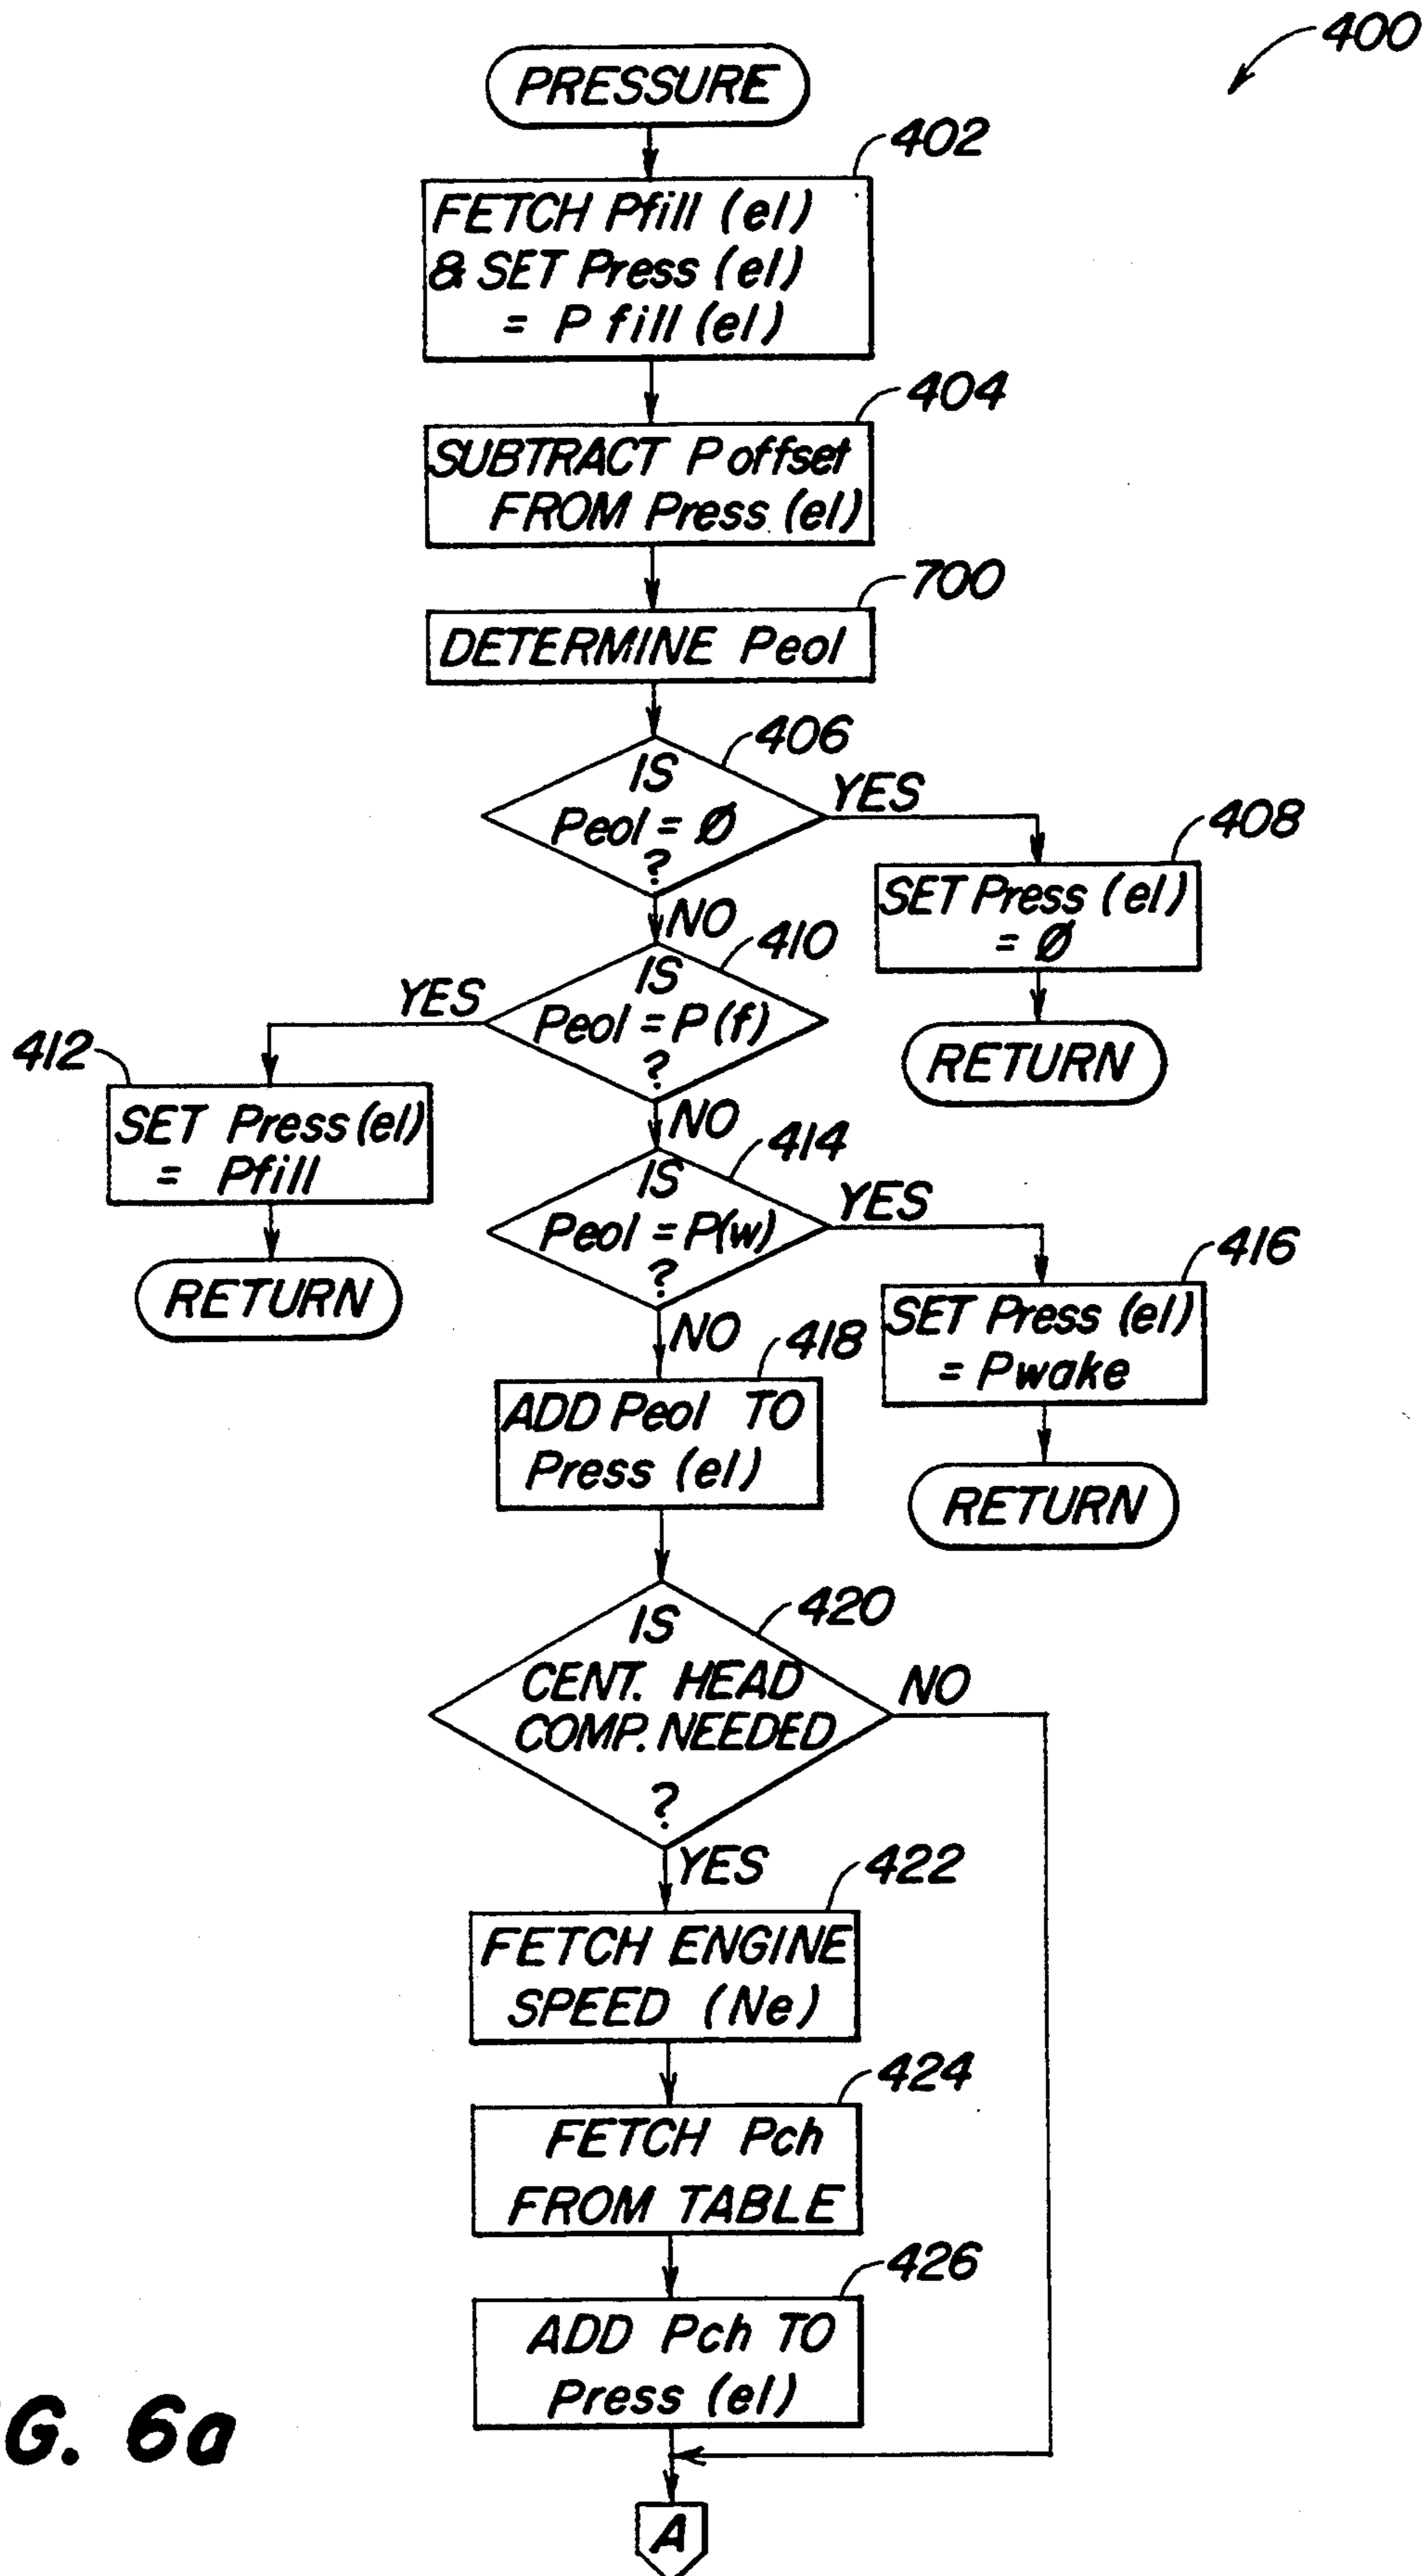 400
PRESSURE
402
FETCH Pfill (el)
& SET Press (el)
= P fill (el)
404
SUBTRACT P offset
FROM Press (el)
700
DETERMINE Peol
406
IS
Peol = Ø
?
YES
408
SET Press (el)
= Ø
RETURN
NO
410
IS
Peol = P(f)
?
YES
412
SET Press (el)
= Pfill
RETURN
NO
414
IS
Peol = P(w)
?
YES
416
SET Press (el)
= Pwake
RETURN
NO
418
ADD Peol TO
Press (el)
420
IS
CENT. HEAD
COMP. NEEDED
?
NO
YES
422
FETCH ENGINE
SPEED (Ne)
424
FETCH Pch
FROM TABLE
426
ADD Pch TO
Press (el)
A
G. 6a